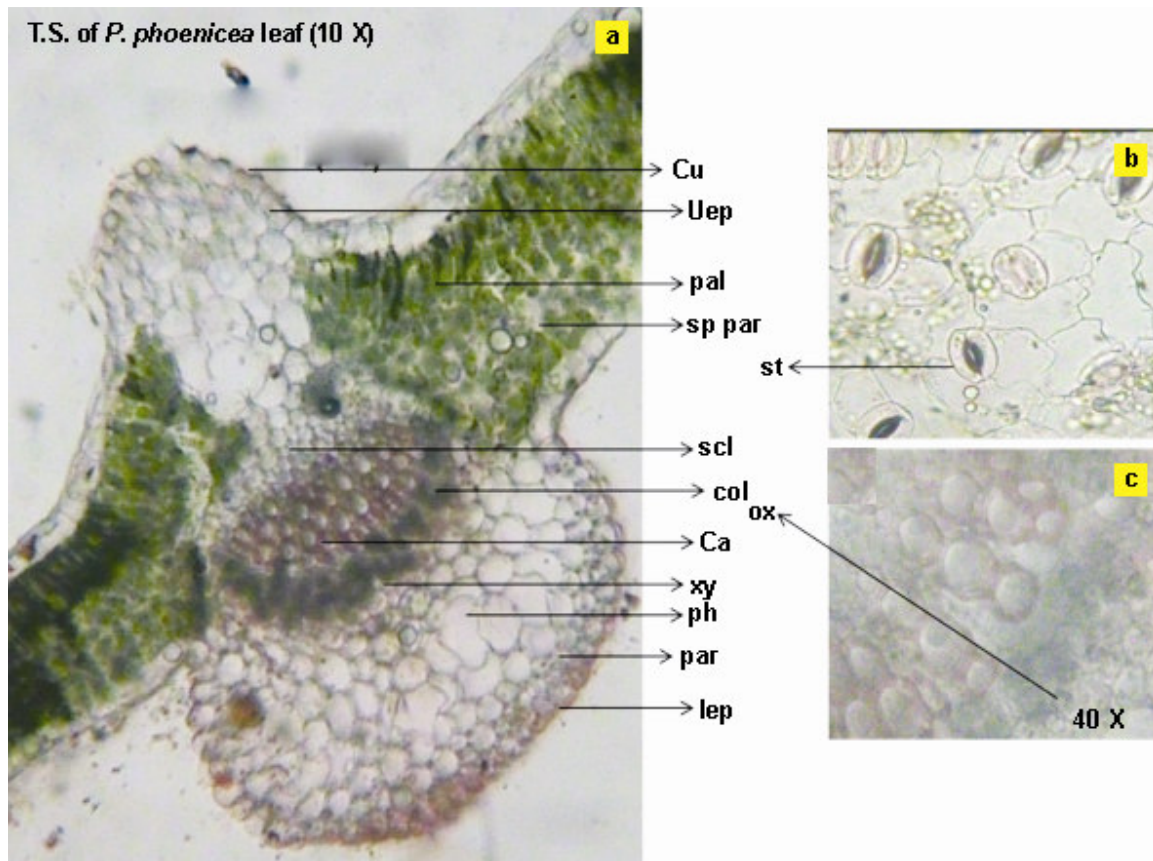 T.S. of P. phoenicea leaf (10 X)
a
Cu
Uep
pal
sp par
scl
col
Ca
xy
ph
par
lep
b
st
c
ox
40 X